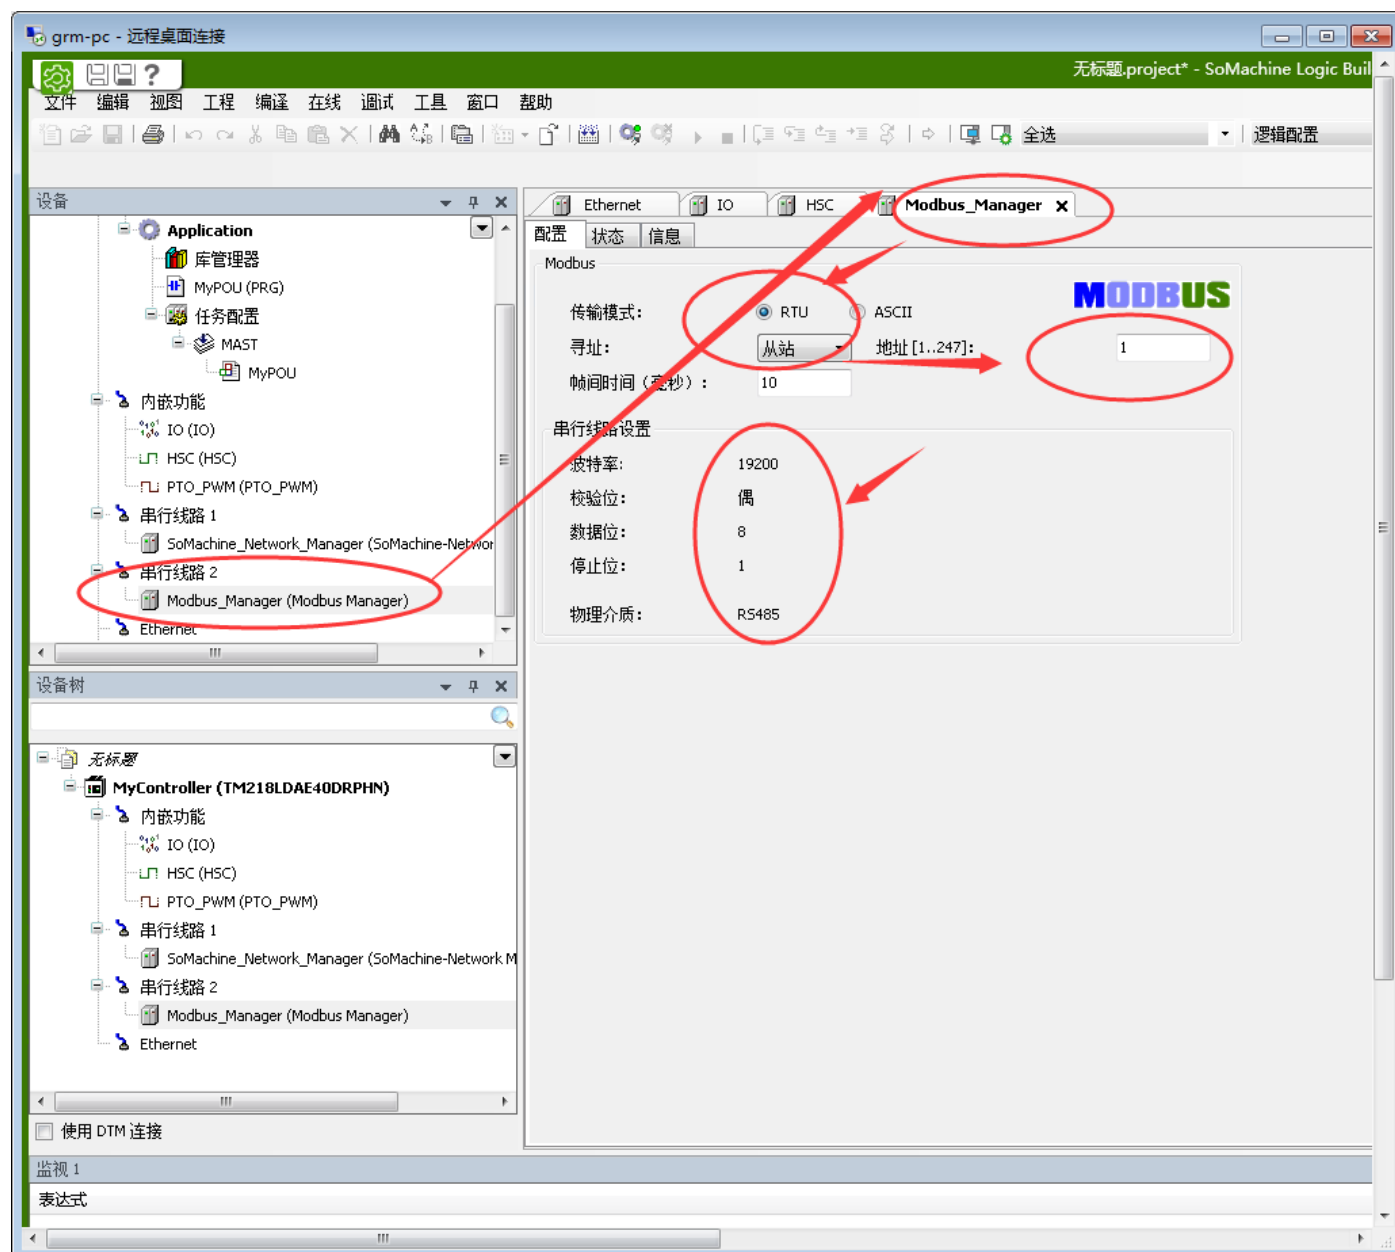 grm-pc - 远程桌面连接
无标题.project* - SoMachine Logic Buil
文件 编辑 视图 工程 编译 在线 调试 工具 窗口 帮助
全选 逻辑配置
设备
Application
库管理器
MyPOU (PRG)
任务配置
MAST
MyPOU
内嵌功能
IO (IO)
HSC (HSC)
PTO_PWM (PTO_PWM)
串行线路 1
SoMachine_Network_Manager (SoMachine-Networ
串行线路 2
Modbus_Manager (Modbus Manager)
Ethernet
Ethernet IO HSC Modbus_Manager
配置 状态 信息
Modbus
MODBUS
传输模式: RTU ASCII
寻址: 从站 地址 [1..247]: 1
帧间时间 (毫秒) : 10
串行线路设置
波特率: 19200
校验位: 偶
数据位: 8
停止位: 1
物理介质: RS485
设备树
无标题
MyController (TM218LDAE40DRPHN)
内嵌功能
IO (IO)
HSC (HSC)
PTO_PWM (PTO_PWM)
串行线路 1
SoMachine_Network_Manager (SoMachine-Network M
串行线路 2
Modbus_Manager (Modbus Manager)
Ethernet
使用 DTM 连接
监视 1
表达式